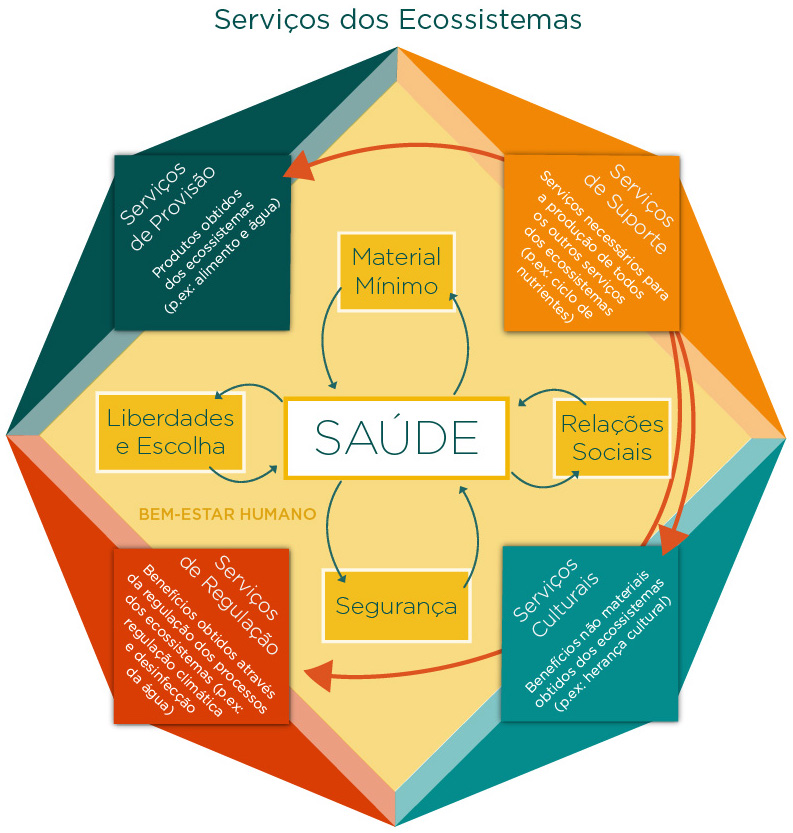 Serviços dos Ecossistemas
Serviços
de Provisão
Produtos obtidos
dos ecossistemas
(p.ex: alimento e água)
Serviços
de Suporte
Serviços necessários para
a produção de todos
os outros serviços
dos ecossistemas
(p.ex: ciclo de
nutrientes)
Material
Mínimo
Liberdades
e Escolha
SAÚDE
Relações
Sociais
BEM-ESTAR HUMANO
Segurança
Serviços
de Regulação
Benefícios obtidos através
da regulação dos processos
dos ecossistemas (p.ex:
regulação climática
e desinfecção
da água)
Serviços
Culturais
Benefícios não materiais
obtidos dos ecossistemas
(p.ex: herança cultural)